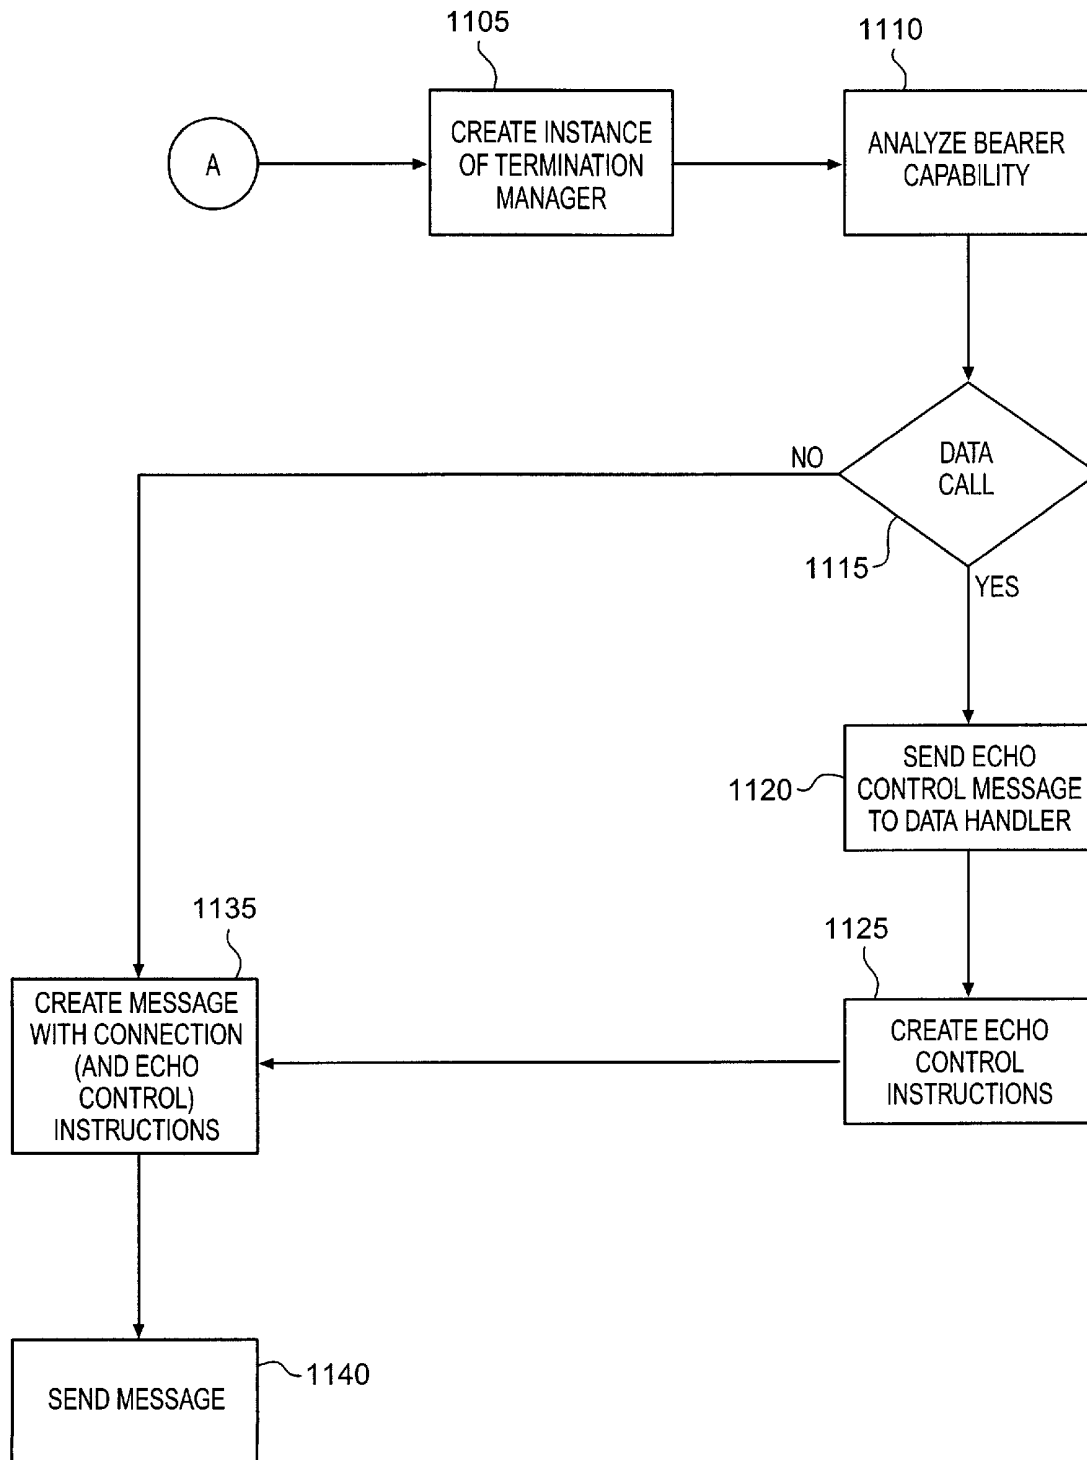 1105
1110
A
CREATE INSTANCE
OF TERMINATION
MANAGER
ANALYZE BEARER
CAPABILITY
DATA
CALL
NO
1115
YES
SEND ECHO
CONTROL MESSAGE
TO DATA HANDLER
1120
1125
CREATE ECHO
CONTROL
INSTRUCTIONS
1135
CREATE MESSAGE
WITH CONNECTION
(AND ECHO
CONTROL)
INSTRUCTIONS
SEND MESSAGE
1140